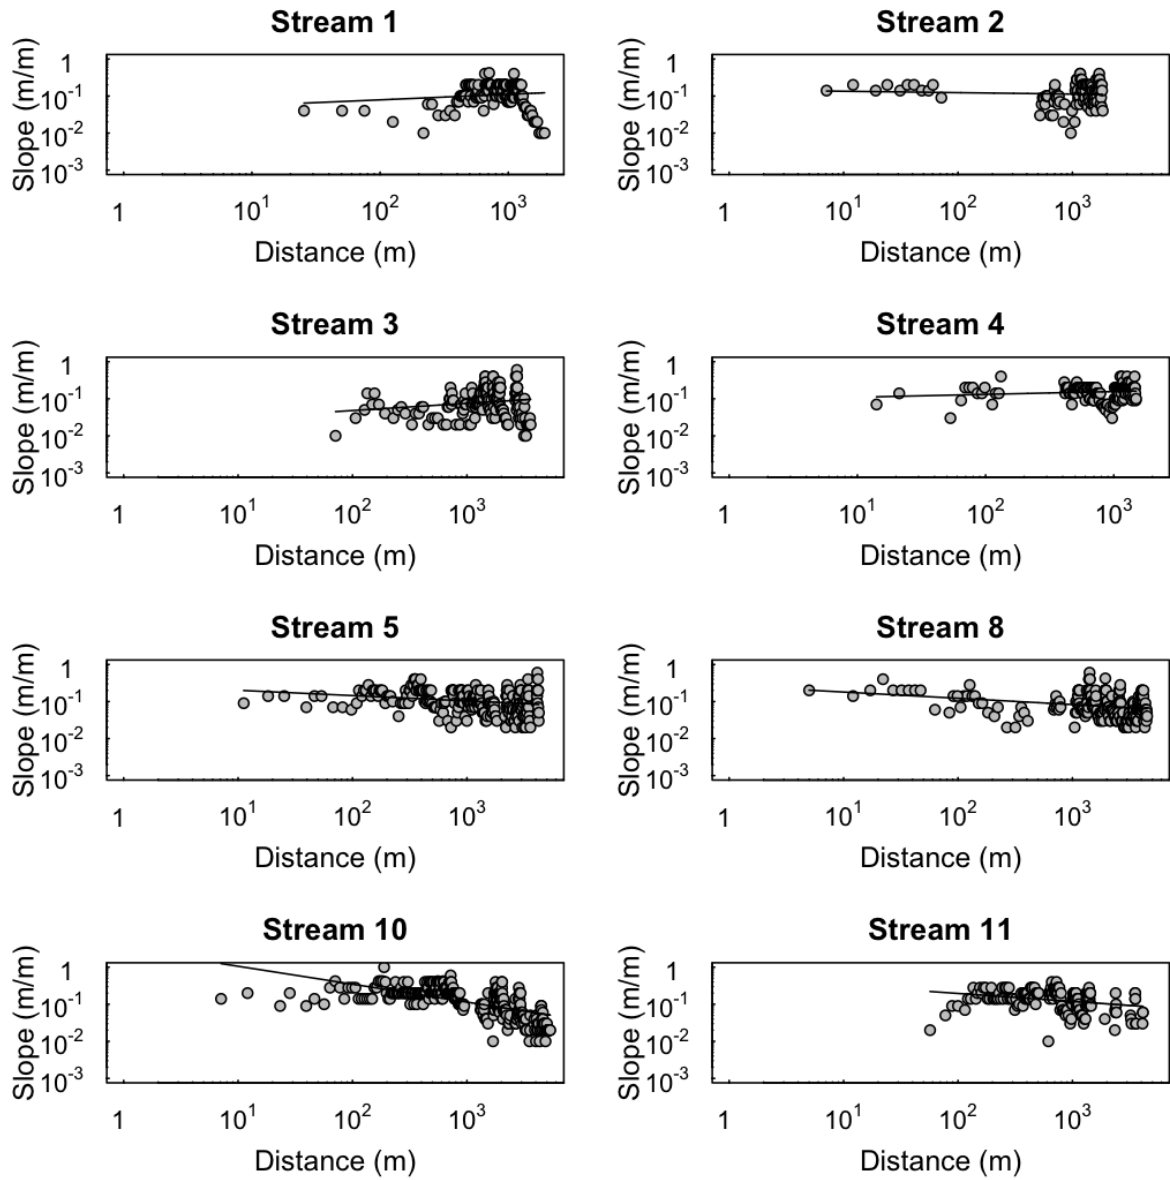 Stream 1
Slope (m/m)
1
10^-1
10^-2
10^-3
1 10^1 10^2 10^3
Distance (m)
Stream 2
Slope (m/m)
1
10^-1
10^-2
10^-3
1 10^1 10^2 10^3
Distance (m)
Stream 3
Slope (m/m)
1
10^-1
10^-2
10^-3
1 10^1 10^2 10^3
Distance (m)
Stream 4
Slope (m/m)
1
10^-1
10^-2
10^-3
1 10^1 10^2 10^3
Distance (m)
Stream 5
Slope (m/m)
1
10^-1
10^-2
10^-3
1 10^1 10^2 10^3
Distance (m)
Stream 8
Slope (m/m)
1
10^-1
10^-2
10^-3
1 10^1 10^2 10^3
Distance (m)
Stream 10
Slope (m/m)
1
10^-1
10^-2
10^-3
1 10^1 10^2 10^3
Distance (m)
Stream 11
Slope (m/m)
1
10^-1
10^-2
10^-3
1 10^1 10^2 10^3
Distance (m)